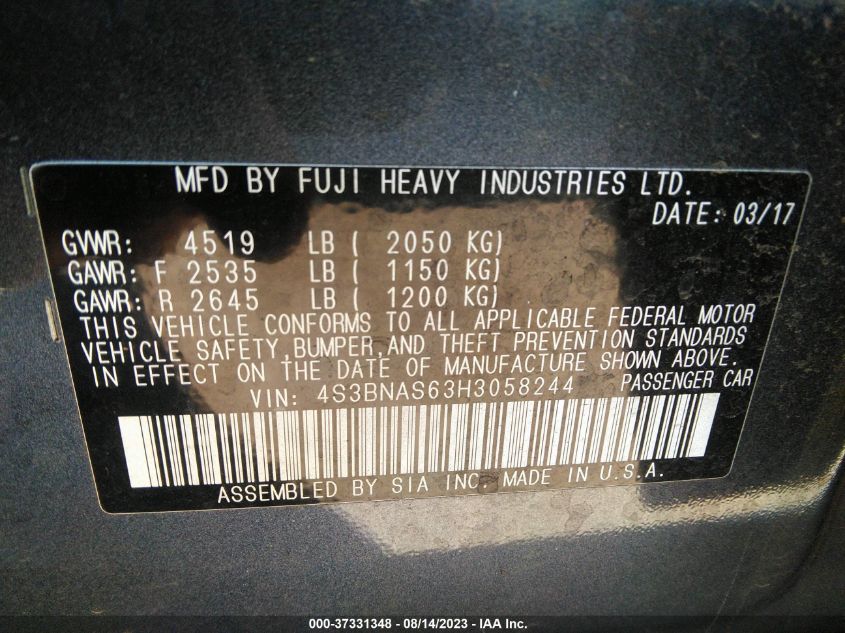 MFD BY FUJI HEAVY INDUSTRIES LTD.
DATE: 03/17
GVWR: 4519 LB ( 2050 KG)
GAWR: F 2535 LB ( 1150 KG)
GAWR: R 2645 LB ( 1200 KG)
THIS VEHICLE CONFORMS TO ALL APPLICABLE FEDERAL MOTOR
VEHICLE SAFETY,BUMPER,AND THEFT PREVENTION STANDARDS
IN EFFECT ON THE DATE OF MANUFACTURE SHOWN ABOVE.
VIN: 4S3BNAS63H3058244 PASSENGER CAR
ASSEMBLED BY SIA INC. MADE IN U.S.A.
000-37331348 - 08/14/2023 - IAA Inc.